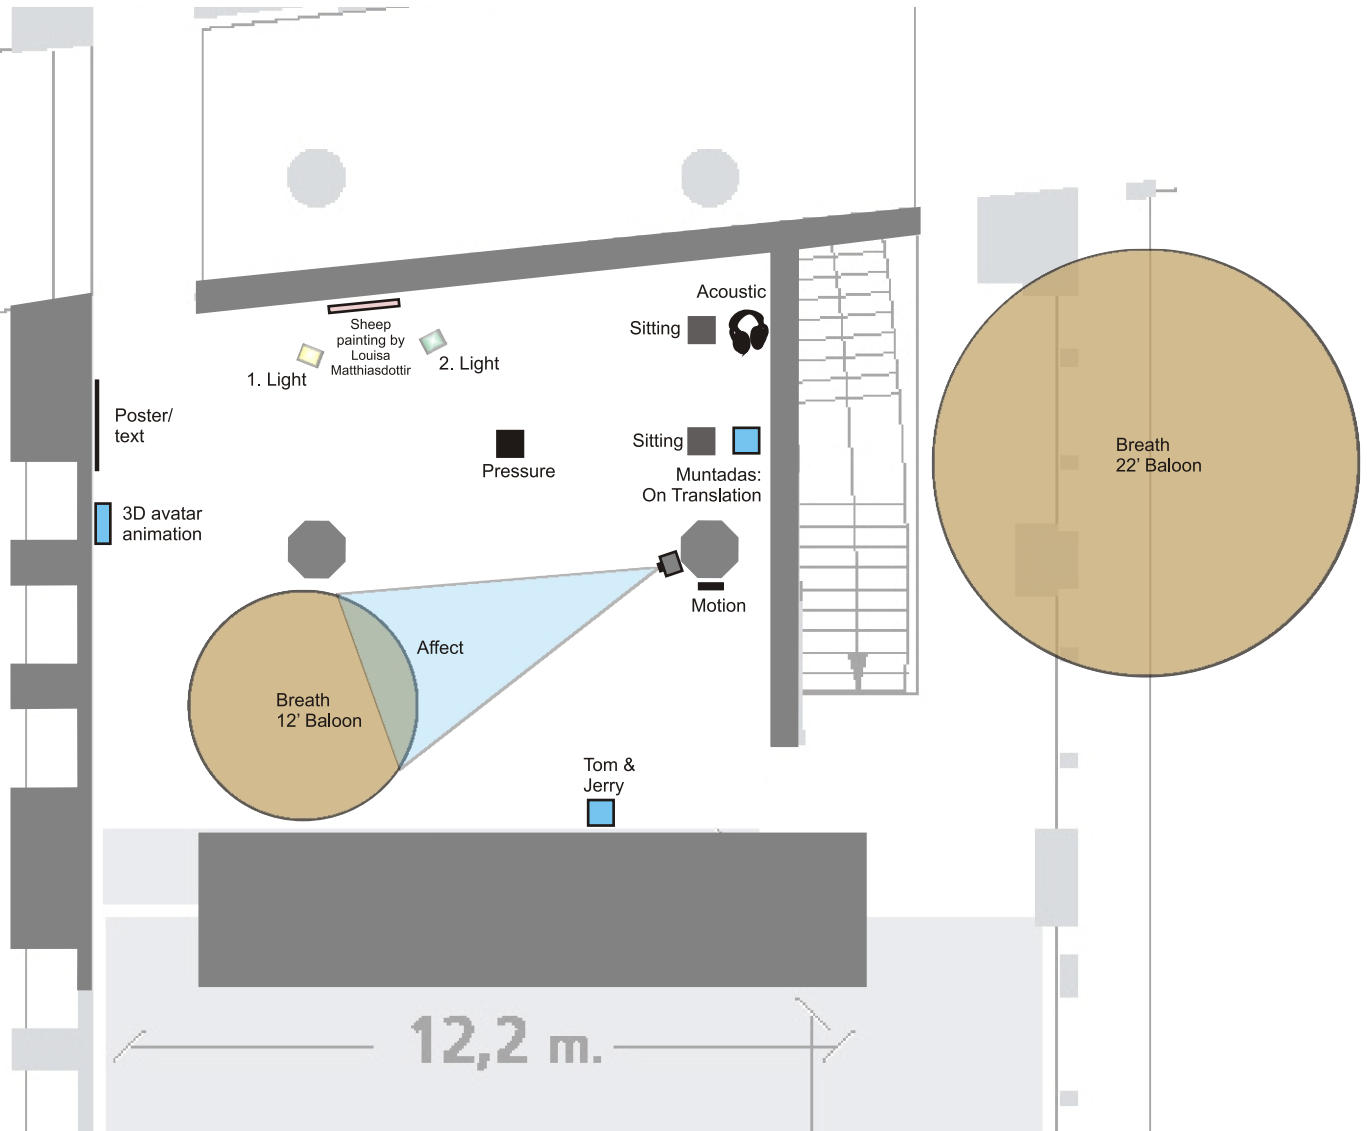 Acoustic
Sitting
Sheep
painting by
Louisa
Matthiasdottir
1. Light
2. Light
Poster/
text
Sitting
Pressure
Muntadas:
On Translation
Breath
22’ Baloon
3D avatar
animation
Motion
Affect
Breath
12’ Baloon
Tom &
Jerry
12,2 m.